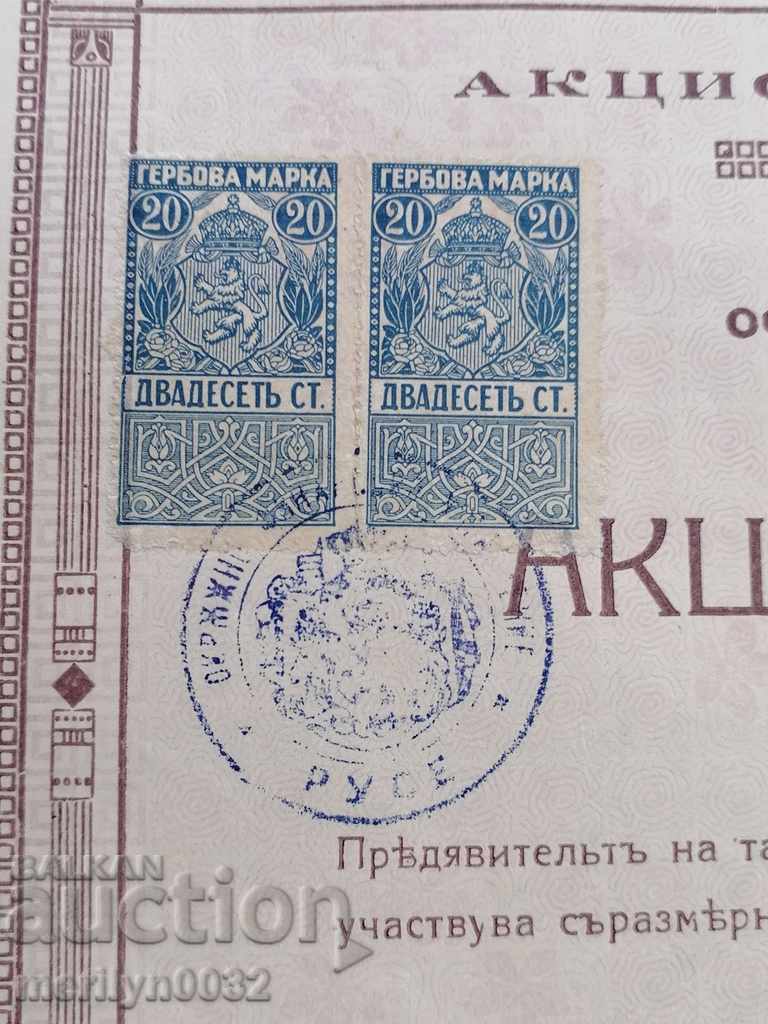 АКЦИО
ГЕРБОВА МАРКА ГЕРБОВА МАРКА
20 20 20 20
ДВАДЕСЕТЬ СТ. ДВАДЕСЕТЬ СТ.
АКЦ
РУСЕ
Прѣдявительтъ на та
участвува съразмѣрн
BALKAN
auction
merilyn0032